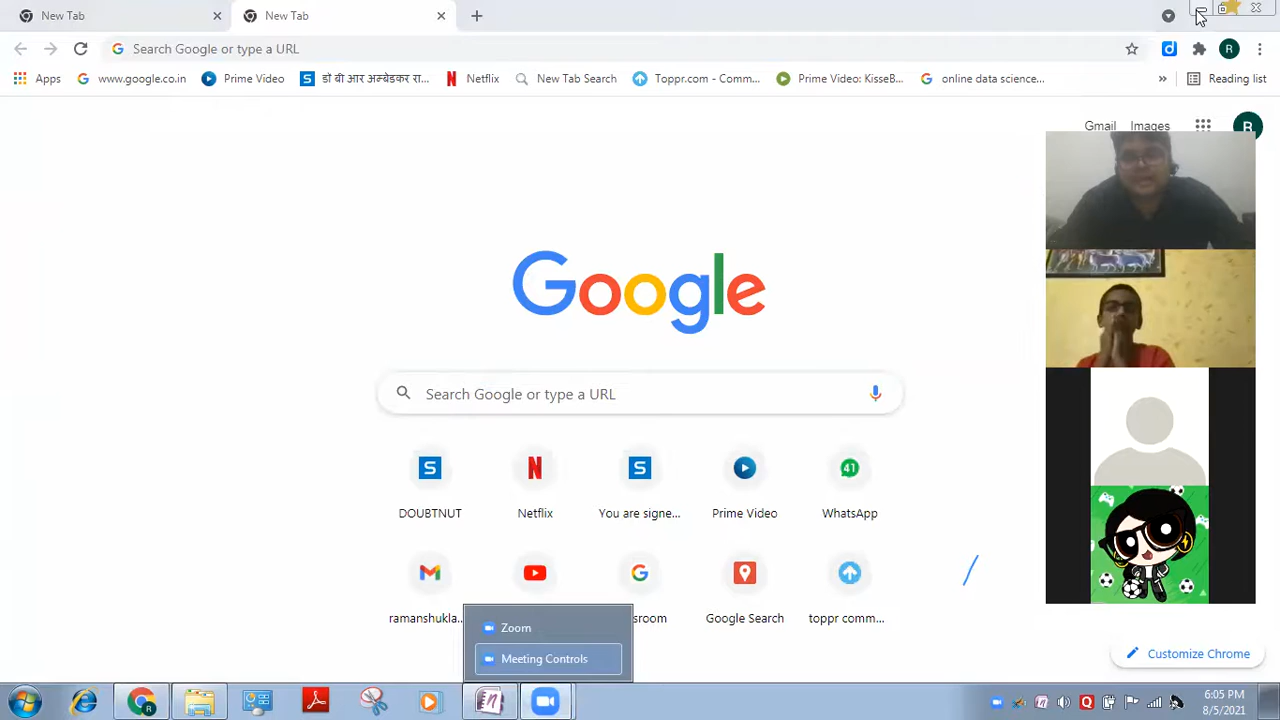 New Tab
New Tab
Search Google or type a URL
Apps
www.google.co.in
Prime Video
डॉ बी आर अम्बेडकर रा...
Netflix
New Tab Search
Toppr.com - Comm...
Prime Video: KisseB...
online data science...
»
Reading list
Gmail
Images
R
R
Google
Search Google or type a URL
DOUBTNUT
Netflix
You are signe...
Prime Video
41
WhatsApp
ramanshukla...
sroom
Google Search
toppr comm...
Zoom
Meeting Controls
Customize Chrome
6:05 PM
8/5/2021